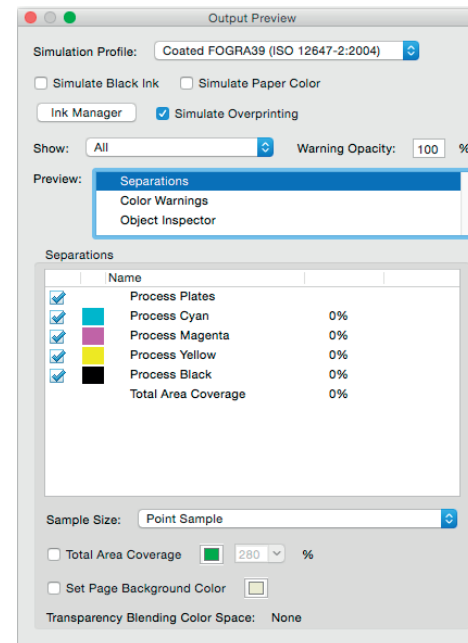 Output Preview
Simulation Profile: Coated FOGRA39 (ISO 12647-2:2004)
Simulate Black Ink Simulate Paper Color
Ink Manager Simulate Overprinting
Show: All Warning Opacity: 100 %
Preview: Separations
Color Warnings
Object Inspector
Separations
Name
Process Plates
Process Cyan 0%
Process Magenta 0%
Process Yellow 0%
Process Black 0%
Total Area Coverage 0%
Sample Size: Point Sample
Total Area Coverage 280 %
Set Page Background Color
Transparency Blending Color Space: None